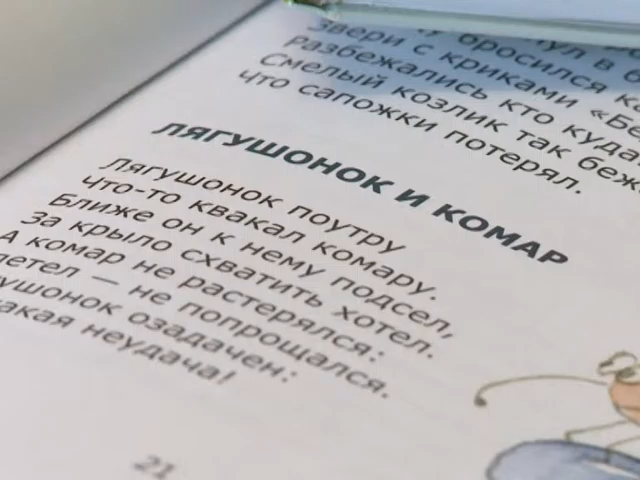 бросился
Звери с криками «Бе
Разбежались кто куда
Смелый козлик так беж
что сапожки потерял.
ЛЯГУШОНОК И КОМАР
Лягушонок поутру
что-то квакал комару.
Ближе он к нему подсел,
За крыло схватить хотел.
А комар не растерялся:
летел — не попрощался.
ушонок озадачен:
акая неудача!
21